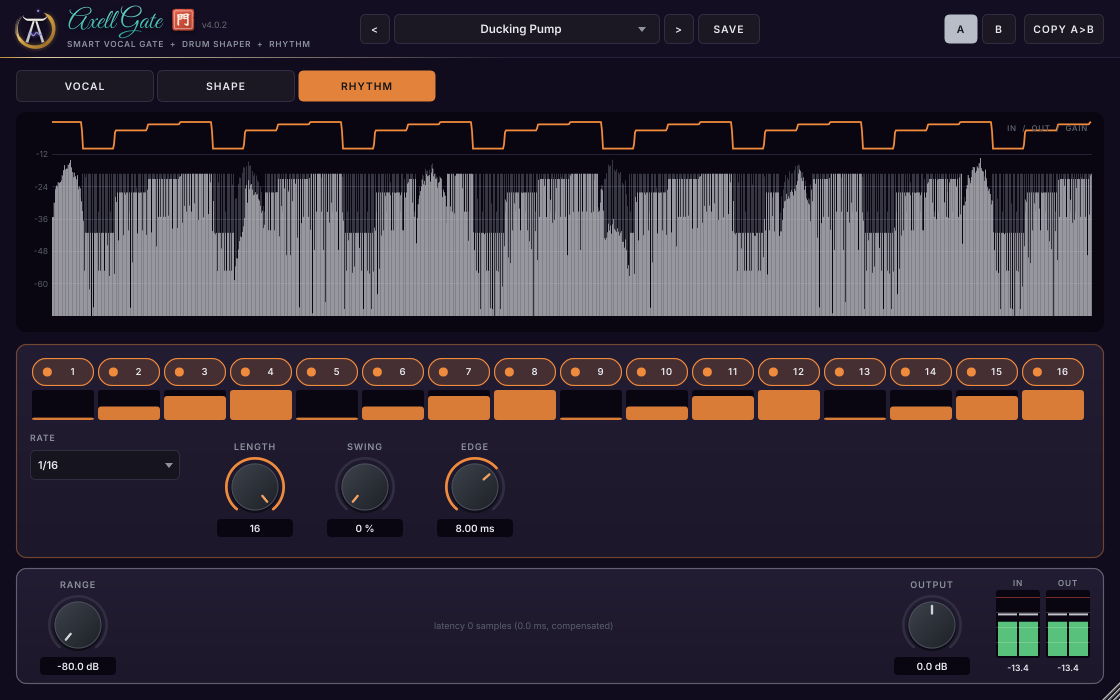 AxellGate 門 v4.0.2
SMART VOCAL GATE + DRUM SHAPER + RHYTHM
< Ducking Pump > SAVE
A B COPY A>B
VOCAL SHAPE RHYTHM
IN / OUT GAIN
-12
-24
-36
-48
-60
1 2 3 4 5 6 7 8 9 10 11 12 13 14 15 16
RATE
1/16
LENGTH SWING EDGE
16 0 % 8.00 ms
RANGE
-80.0 dB
latency 0 samples (0.0 ms, compensated)
OUTPUT
0.0 dB
IN OUT
-13.4 -13.4